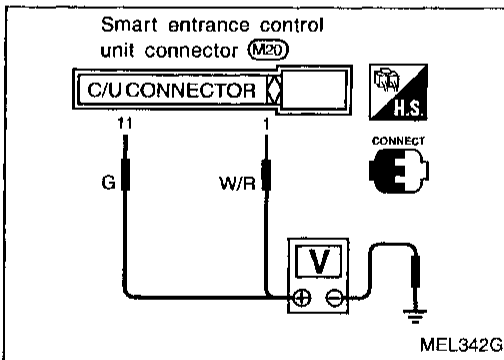 Smart entrance control
unit connector M20
C/U CONNECTOR
H.S.
11 1
CONNECT
G W/R
V
⊕ ⊖
MEL342G